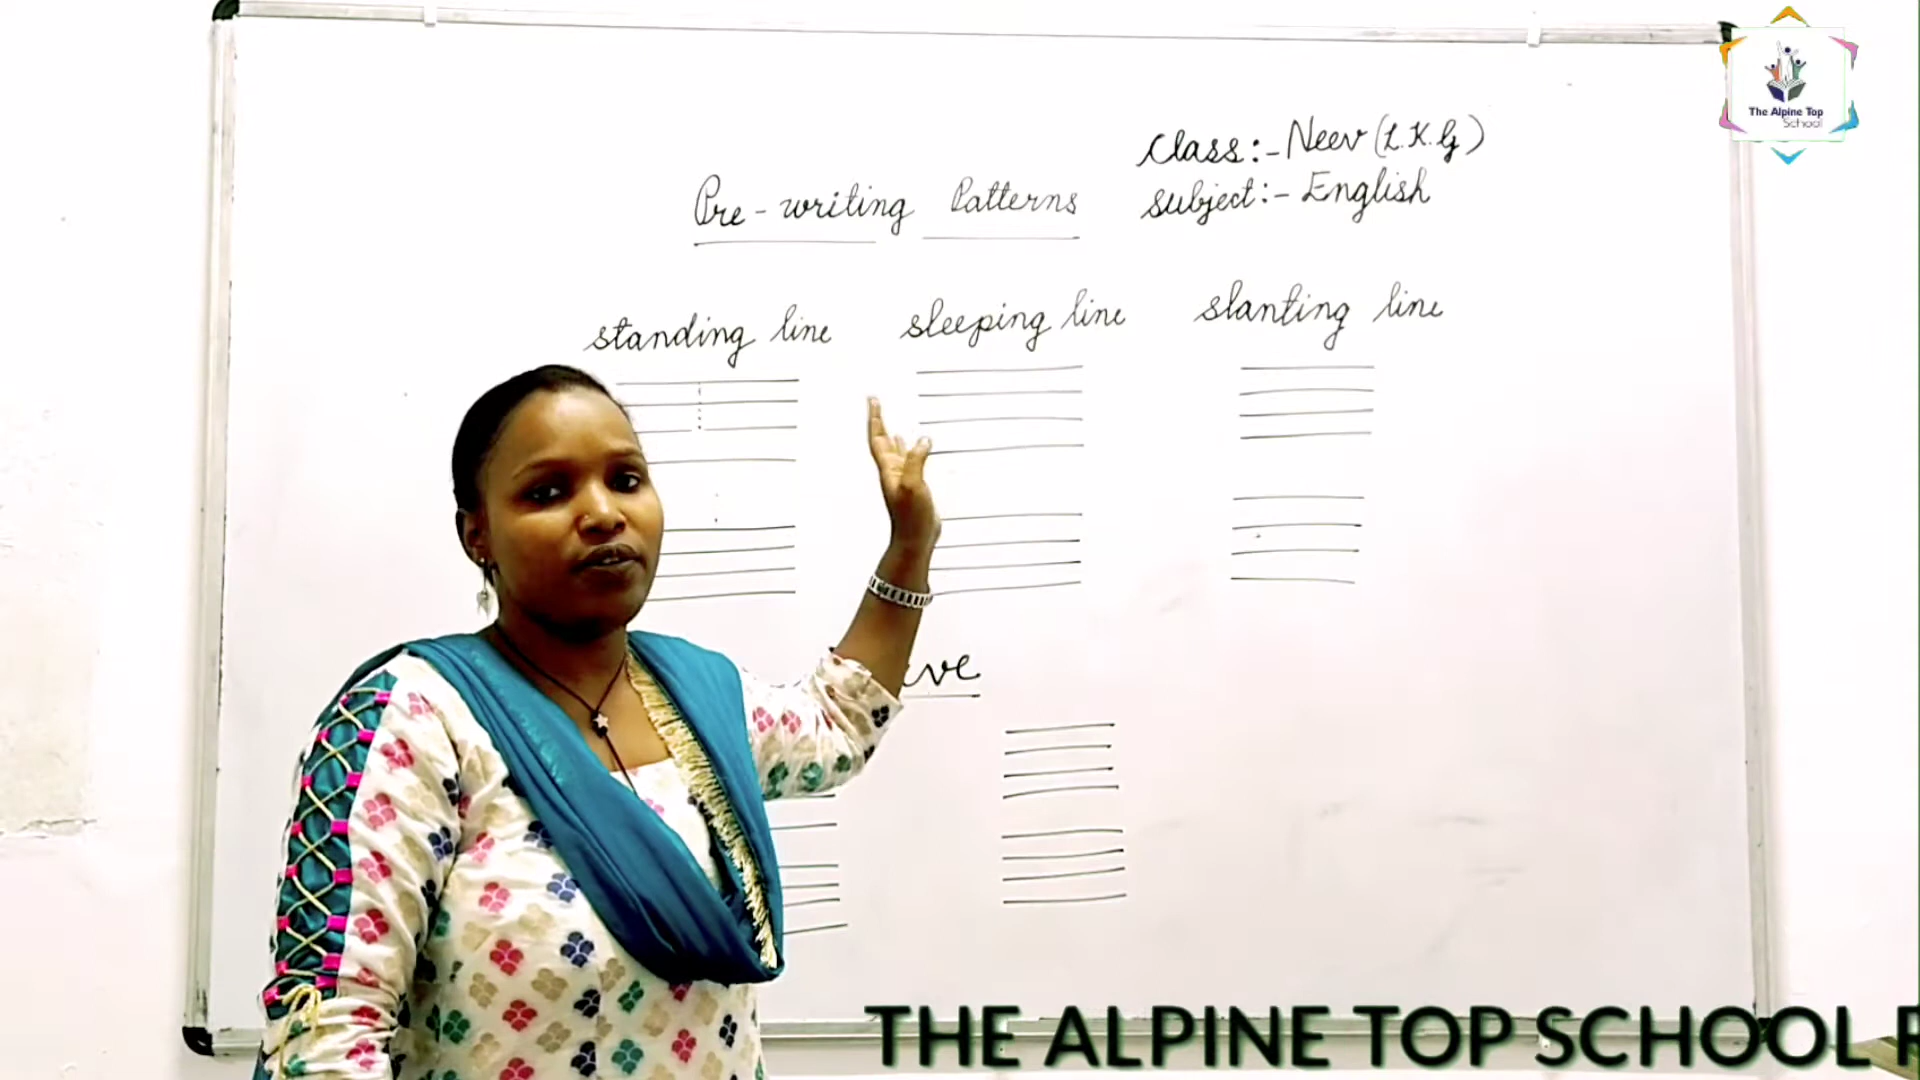 The Alpine Top
School
Class:- Neev (L.K.G)
Subject:- English
Pre-writing Patterns
standing line sleeping line slanting line
THE ALPINE TOP SCHOOL